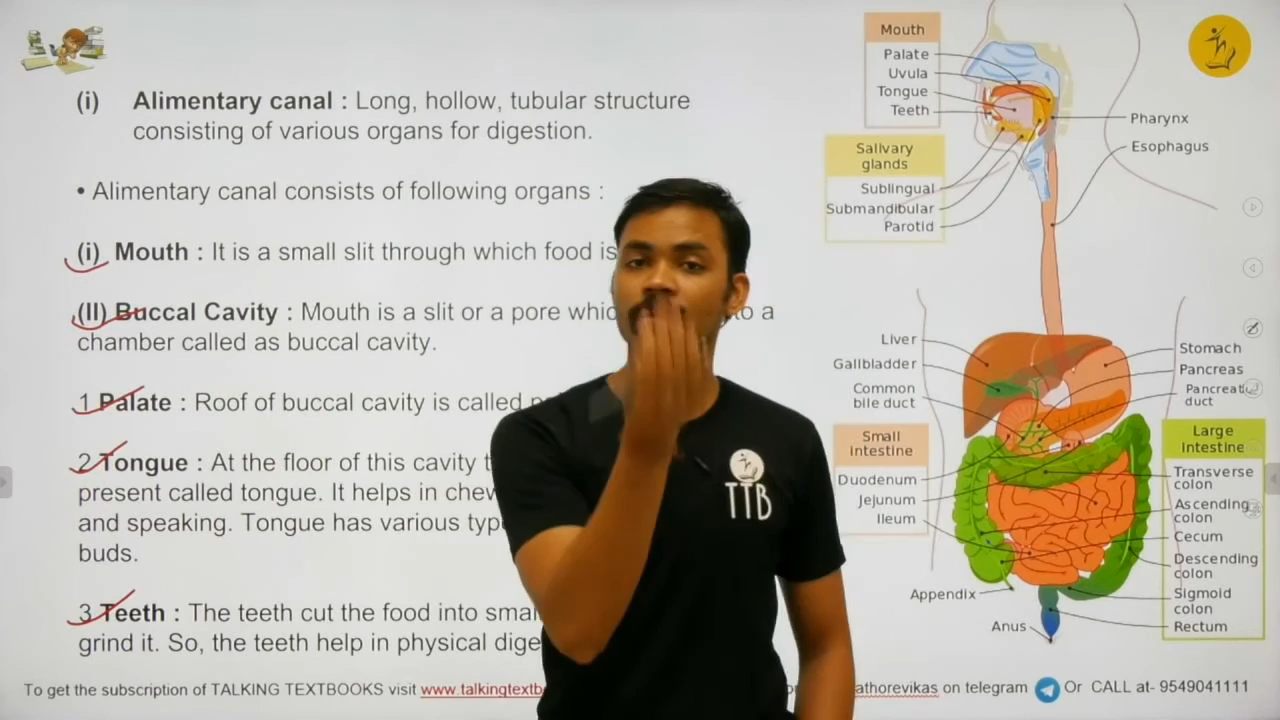 (i) Alimentary canal : Long, hollow, tubular structure
consisting of various organs for digestion.
• Alimentary canal consists of following organs :
(i) Mouth : It is a small slit through which food is
(II) Buccal Cavity : Mouth is a slit or a pore
to a
chamber called as buccal cavity.
1 Palate : Roof of buccal cavity is called
2 Tongue : At the floor of this cavity
present called tongue. It helps in
and speaking. Tongue has various
buds.
3 Teeth : The teeth cut the food into
grind it. So, the teeth help in physical
To get the subscription of TALKING TEXTBOOKS visit
on telegram Or CALL at- 9549041111
TTB
Mouth
Palate
Uvula
Tongue
Teeth
Salivary
glands
Sublingual
Submandibular
Parotid
Pharynx
Esophagus
Liver
Gallbladder
Common
bile duct
Stomach
Pancreas
duct
Small
intestine
Duodenum
Jejunum
Ileum
Appendix
Anus
Large
Intestine
Transverse
colon
Ascending
colon
Cecum
Descending
colon
Sigmoid
colon
Rectum